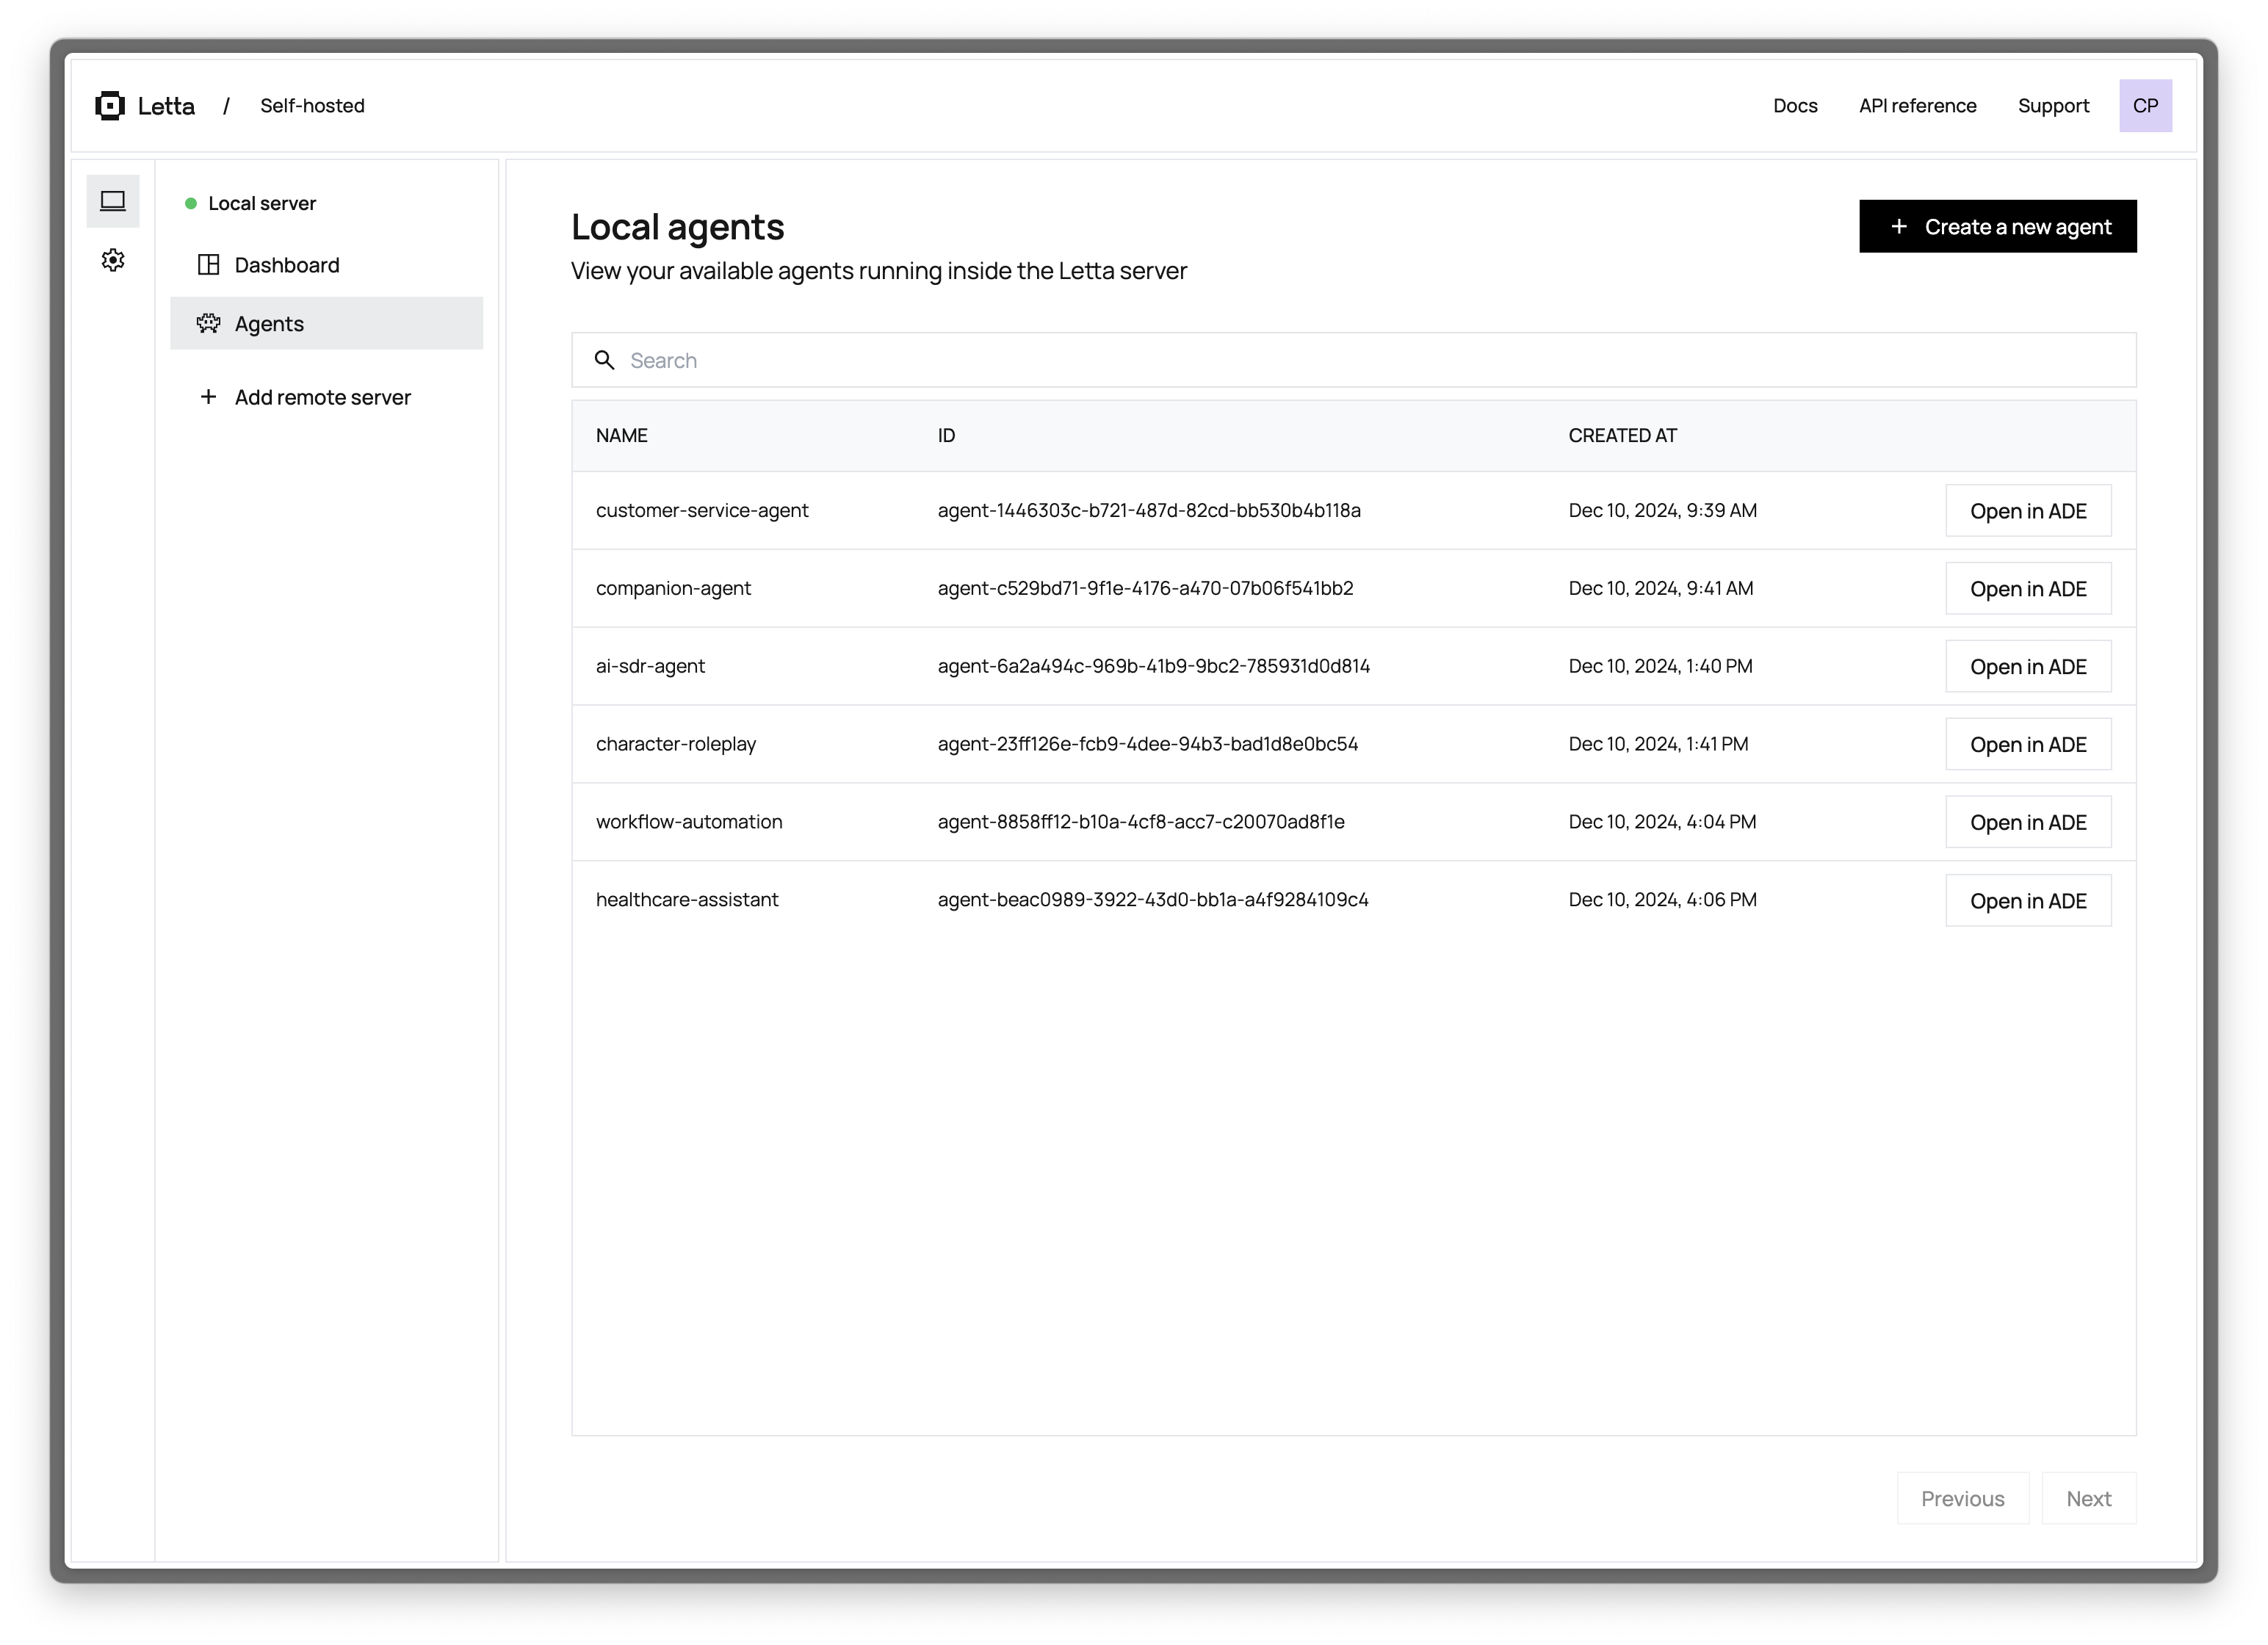 Letta / Self-hosted Docs API reference Support CP
Local server
Dashboard
Agents
Add remote server
Local agents
Create a new agent
View your available agents running inside the Letta server
Search
NAME ID CREATED AT
customer-service-agent agent-1446303c-b721-487d-82cd-bb530b4b118a Dec 10, 2024, 9:39 AM Open in ADE
companion-agent agent-c529bd71-9f1e-4176-a470-07b06f541bb2 Dec 10, 2024, 9:41 AM Open in ADE
ai-sdr-agent agent-6a2a494c-969b-41b9-9bc2-785931d0d814 Dec 10, 2024, 1:40 PM Open in ADE
character-roleplay agent-23ff126e-fcb9-4dee-94b3-bad1d8e0bc54 Dec 10, 2024, 1:41 PM Open in ADE
workflow-automation agent-8858ff12-b10a-4cf8-acc7-c20070ad8f1e Dec 10, 2024, 4:04 PM Open in ADE
healthcare-assistant agent-beac0989-3922-43d0-bb1a-a4f9284109c4 Dec 10, 2024, 4:06 PM Open in ADE
Previous Next